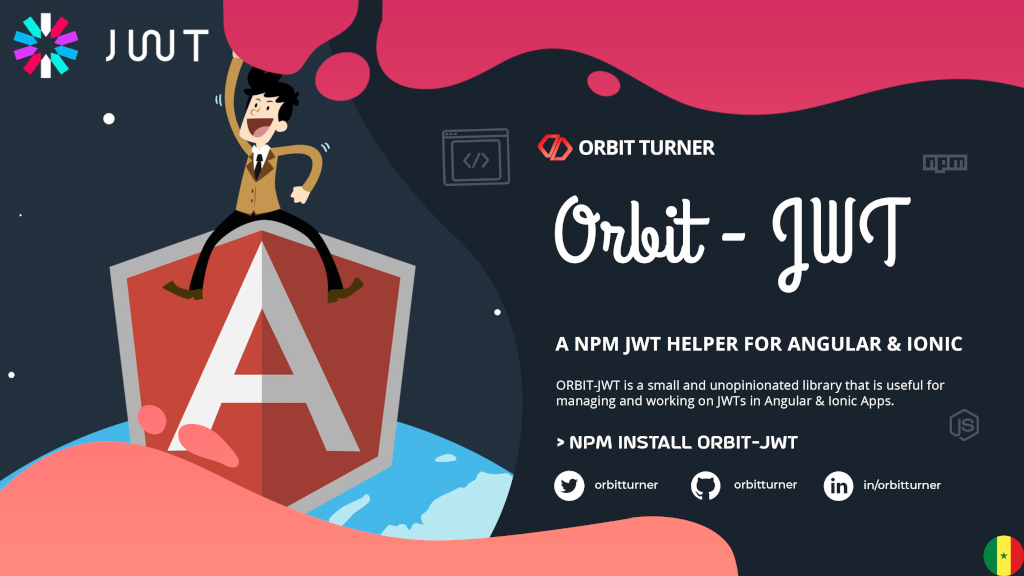 JWT
</>
ORBIT TURNER
npm
Orbit - JWT
A NPM JWT HELPER FOR ANGULAR & IONIC
ORBIT-JWT is a small and unopinionated library that is useful for
managing and working on JWTs in Angular & Ionic Apps.
JS
> NPM INSTALL ORBIT-JWT
orbitturner
orbitturner
in
in/orbitturner
A